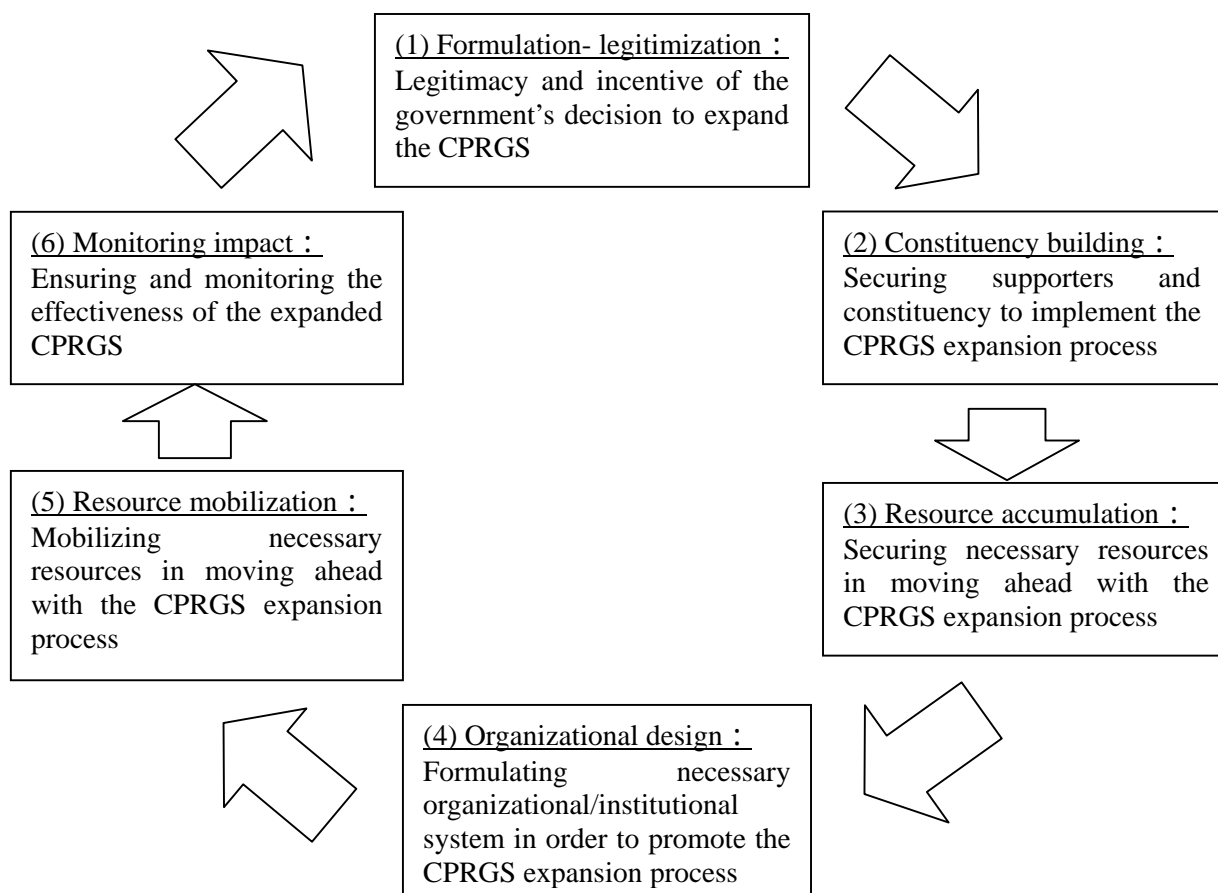 (1) Formulation- legitimization：
Legitimacy and incentive of the
government’s decision to expand
the CPRGS
(2) Constituency building：
Securing supporters and
constituency to implement the
CPRGS expansion process
(3) Resource accumulation：
Securing necessary resources
in moving ahead with the
CPRGS expansion process
(4) Organizational design：
Formulating necessary
organizational/institutional
system in order to promote the
CPRGS expansion process
(5) Resource mobilization：
Mobilizing necessary
resources in moving ahead
with the CPRGS expansion
process
(6) Monitoring impact：
Ensuring and monitoring the
effectiveness of the expanded
CPRGS